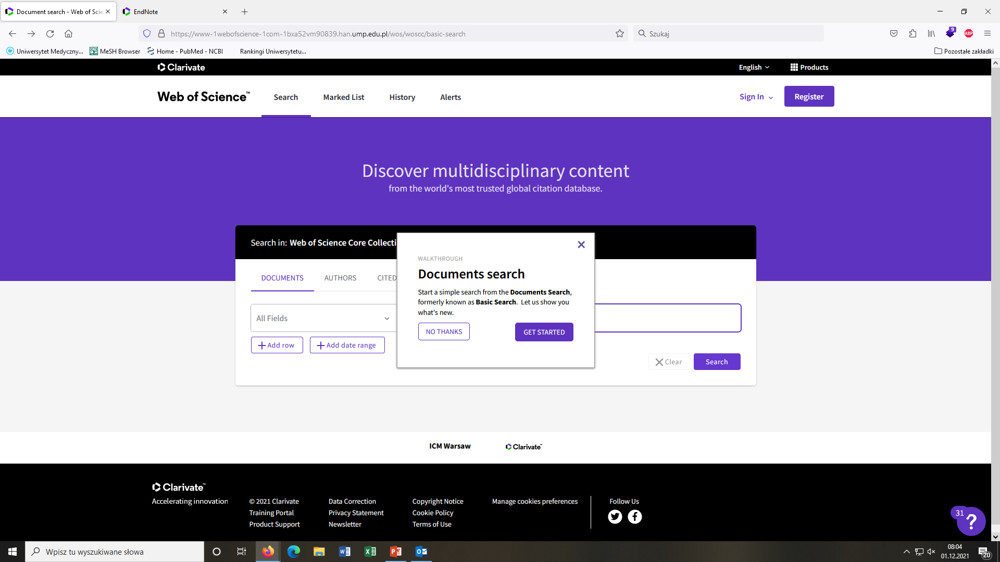 Document search - Web of Scie
EndNote
https://www-1webofscience-1com-1bxa52vm90839.han.ump.edu.pl/wos/woscc/basic-search
Szukaj
9
ABP
Uniwersytet Medyczny...
MeSH Browser
Home - PubMed - NCBI
Rankingi Uniwersytetu...
Pozostałe zakładki
Clarivate
English
Products
Web of Science™
Search
Marked List
History
Alerts
Sign In
Register
Discover multidisciplinary content
from the world's most trusted global citation database.
Search in: Web of Science Core Collecti
DOCUMENTS
AUTHORS
CITED
All Fields
+ Add row
+ Add date range
WALKTHROUGH
Documents search
Start a simple search from the Documents Search,
formerly known as Basic Search. Let us show you
what's new.
NO THANKS
GET STARTED
Clear
Search
ICM Warsaw
Clarivate™
Clarivate™
Accelerating innovation
© 2021 Clarivate
Training Portal
Product Support
Data Correction
Privacy Statement
Newsletter
Copyright Notice
Cookie Policy
Terms of Use
Manage cookies preferences
Follow Us
31
?
Wpisz tu wyszukiwane słowa
08:04
01.12.2021
20